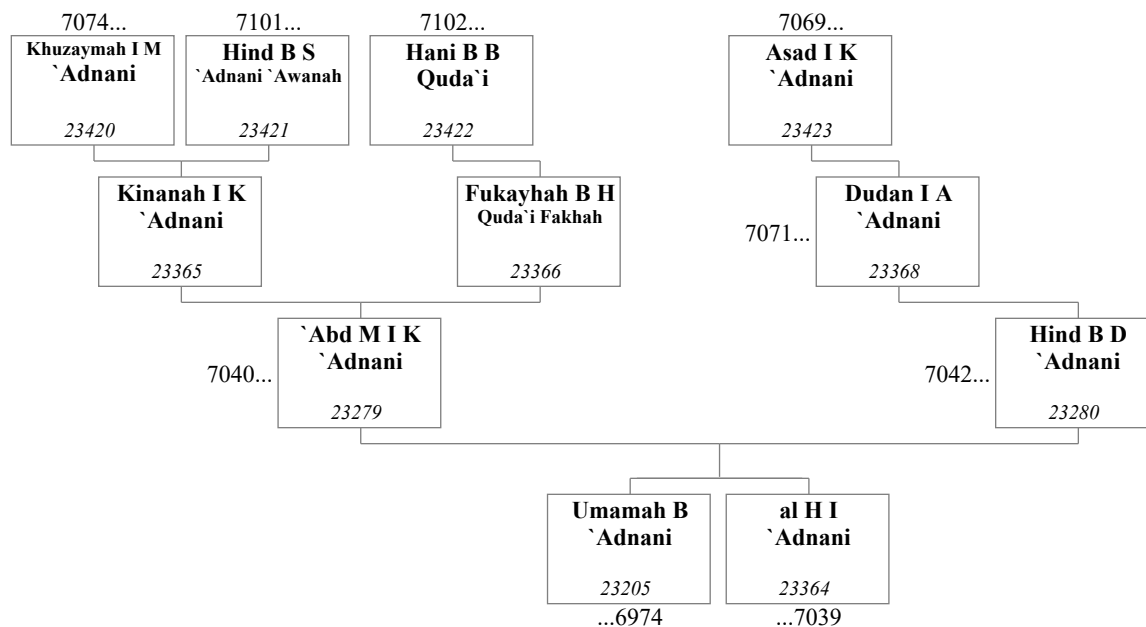 7074...
7101...
7102...
7069...
Khuzaymah I M
`Adnani
23420
Hind B S
`Adnani `Awanah
23421
Hani B B
Quda`i
23422
Asad I K
`Adnani
23423
Kinanah I K
`Adnani
23365
Fukayhah B H
Quda`i Fakhah
23366
7071...
Dudan I A
`Adnani
23368
7040...
`Abd M I K
`Adnani
23279
7042...
Hind B D
`Adnani
23280
Umamah B
`Adnani
23205
al H I
`Adnani
23364
...6974
...7039